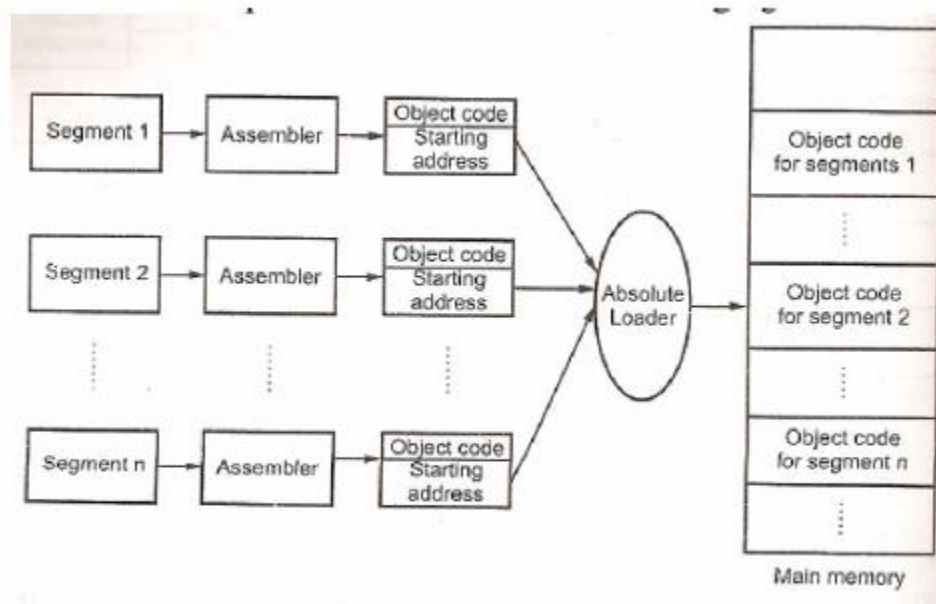 Segment 1
Assembler
Object code
Starting
address
Segment 2
Assembler
Object code
Starting
address
Segment n
Assembler
Object code
Starting
address
Absolute
Loader
Object code
for segments 1
Object code
for segment 2
Object code
for segment n
Main memory